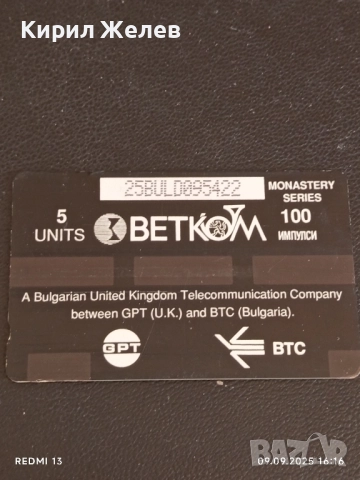 Кирил Желев
25BULD095422
MONASTERY
SERIES
5
UNITS
BETKOM
100
ИМПУЛСИ
A Bulgarian United Kingdom Telecommunication Company
between GPT (U.K.) and BTC (Bulgaria).
GPT
BTC
REDMI 13
09.09.2025 16:16
BAZAR